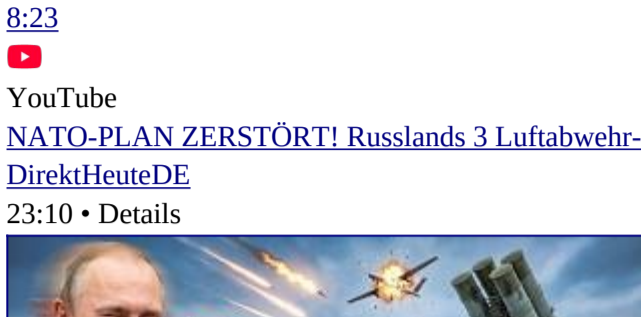 8:23
YouTube
NATO-PLAN ZERSTÖRT! Russlands 3 Luftabwehr-
DirektHeuteDE
23:10 • Details